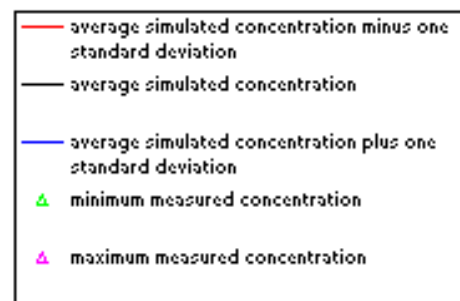 average simulated concentration minus one
standard deviation
average simulated concentration
average simulated concentration plus one
standard deviation
minimum measured concentration
maximum measured concentration